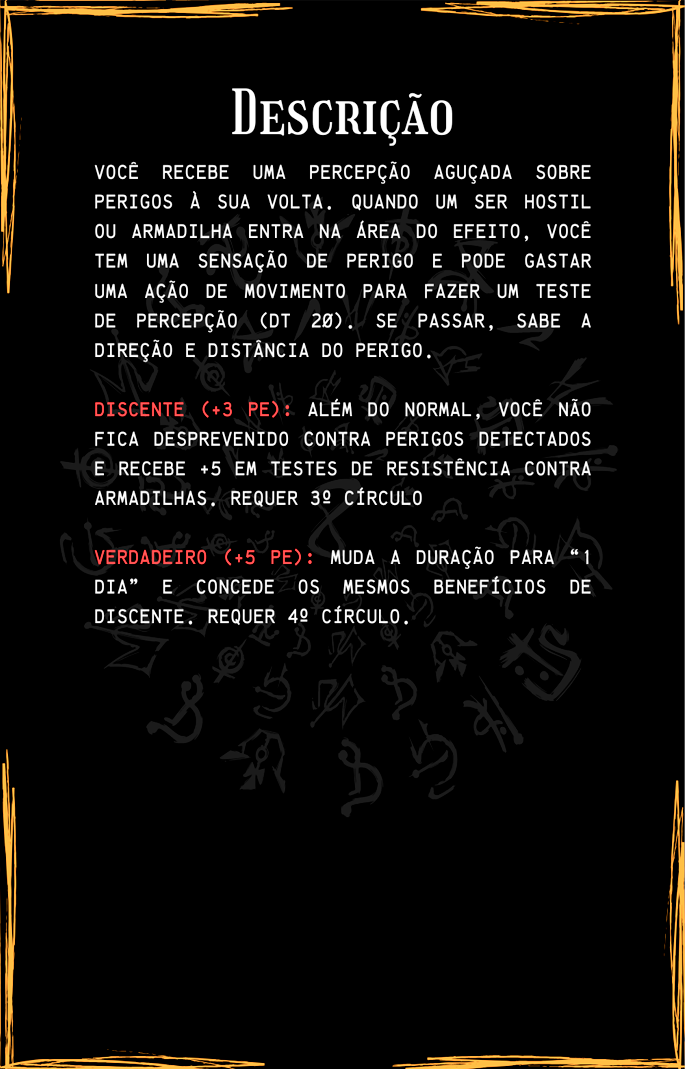 Descrição
VOCÊ RECEBE UMA PERCEPÇÃO AGUÇADA SOBRE
PERIGOS À SUA VOLTA. QUANDO UM SER HOSTIL
OU ARMADILHA ENTRA NA ÁREA DO EFEITO, VOCÊ
TEM UMA SENSAÇÃO DE PERIGO E PODE GASTAR
UMA AÇÃO DE MOVIMENTO PARA FAZER UM TESTE
DE PERCEPÇÃO (DT 20). SE PASSAR, SABE A
DIREÇÃO E DISTÂNCIA DO PERIGO.
DISCENTE (+3 PE): ALÉM DO NORMAL, VOCÊ NÃO
FICA DESPREVENIDO CONTRA PERIGOS DETECTADOS
E RECEBE +5 EM TESTES DE RESISTÊNCIA CONTRA
ARMADILHAS. REQUER 3º CÍRCULO
VERDADEIRO (+5 PE): MUDA A DURAÇÃO PARA “1
DIA” E CONCEDE OS MESMOS BENEFÍCIOS DE
DISCENTE. REQUER 4º CÍRCULO.